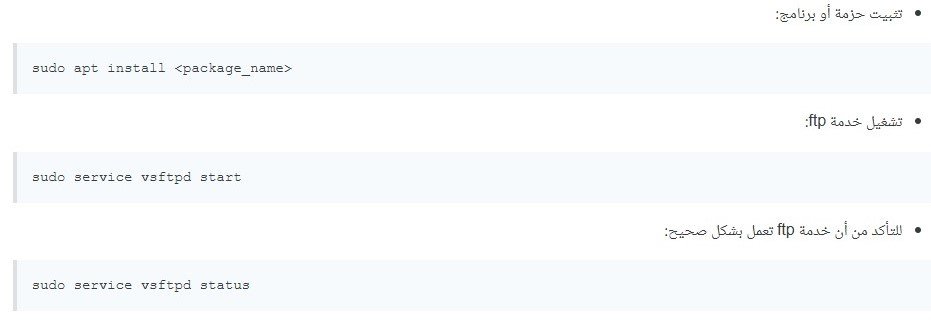 • تثبيت حزمة أو برنامج:
sudo apt install <package_name>
• تشغيل خدمة ftp:
sudo service vsftpd start
• للتأكد من أن خدمة ftp تعمل بشكل صحيح:
sudo service vsftpd status